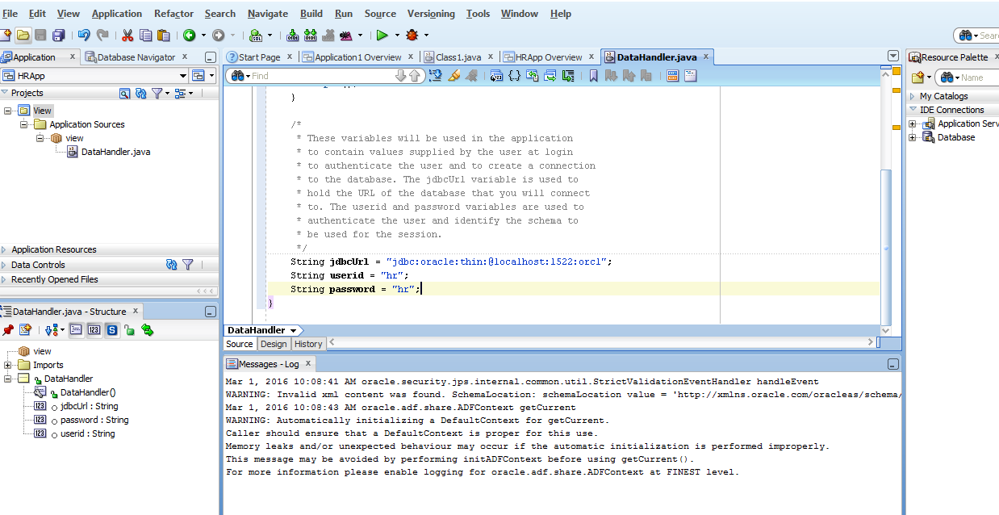 File Edit View Application Refactor Search Navigate Build Run Source Versioning Tools Window Help
Application x Database Navigator x
Start Page x Application1 Overview x Class1.java x HRApp Overview x DataHandler.java x
Resource Palette x
HRApp
Find
Name
Projects
View
Application Sources
view
DataHandler.java
Application Resources
Data Controls
Recently Opened Files
}
/*
* These variables will be used in the application
* to contain values supplied by the user at login
* to authenticate the user and to create a connection
* to the database. The jdbcUrl variable is used to
* hold the URL of the database that you will connect
* to. The userid and password variables are used to
* authenticate the user and identify the schema to
* be used for the session.
*/
String jdbcUrl = "jdbc:oracle:thin:@localhost:1522:orcl";
String userid = "hr";
String password = "hr";
}
DataHandler
Source Design History
My Catalogs
IDE Connections
Application Serv
Database
DataHandler.java - Structure x
view
Imports
DataHandler
DataHandler()
jdbcUrl : String
password : String
userid : String
Messages - Log x
Mar 1, 2016 10:08:41 AM oracle.security.jps.internal.common.util.StrictValidationEventHandler handleEvent
WARNING: Invalid xml content was found. SchemaLocation: schemaLocation value = 'http://xmlns.oracle.com/oracleas/schema/
Mar 1, 2016 10:08:43 AM oracle.adf.share.ADFContext getCurrent
WARNING: Automatically initializing a DefaultContext for getCurrent.
Caller should ensure that a DefaultContext is proper for this use.
Memory leaks and/or unexpected behaviour may occur if the automatic initialization is performed improperly.
This message may be avoided by performing initADFContext before using getCurrent().
For more information please enable logging for oracle.adf.share.ADFContext at FINEST level.